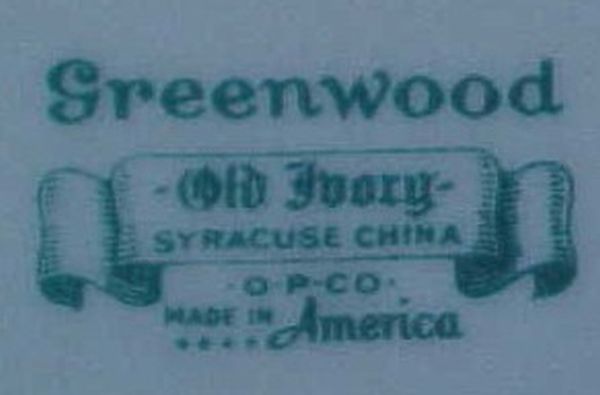 Greenwood
-Old Ivory-
SYRACUSE CHINA
·O·P·CO·
MADE IN America